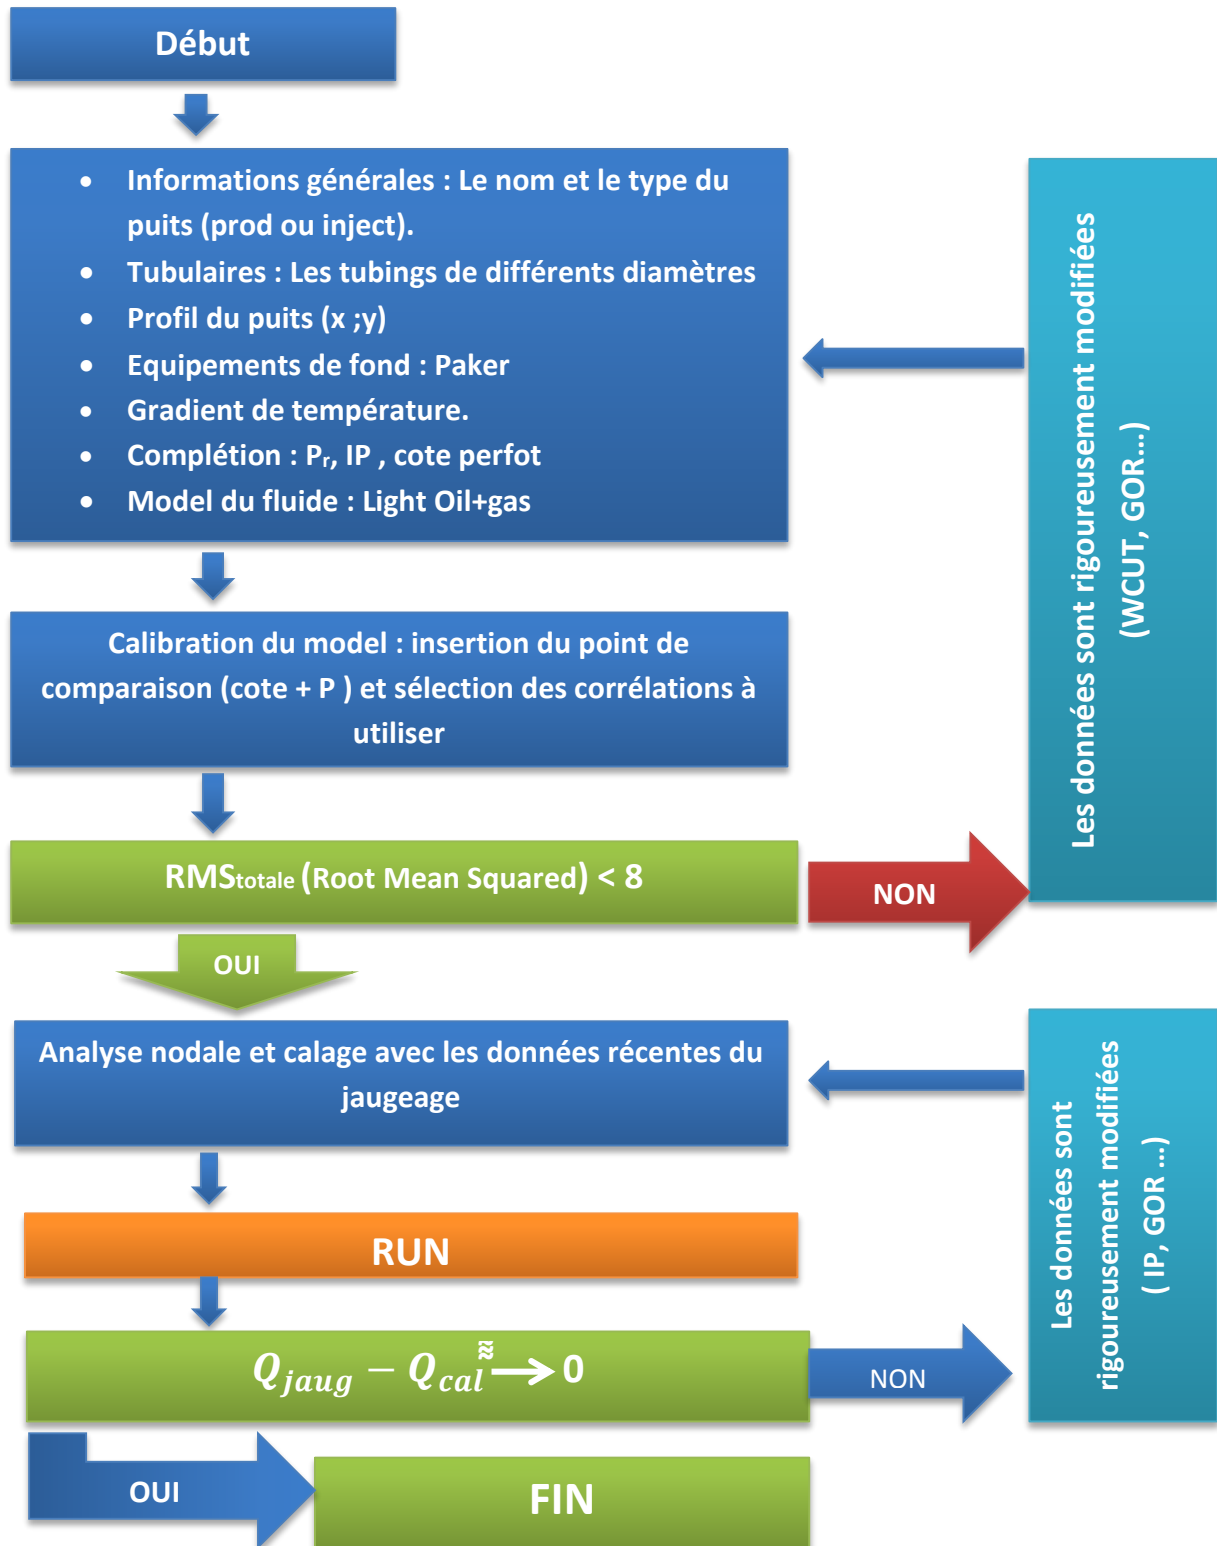 Début
• Informations générales : Le nom et le type du
puits (prod ou inject).
• Tubulaires : Les tubings de différents diamètres
• Profil du puits (x ;y)
• Equipements de fond : Paker
• Gradient de température.
• Complétion : Pr, IP , cote perfot
• Model du fluide : Light Oil+gas
Les données sont rigoureusement modifiées
(WCUT, GOR...)
Calibration du model : insertion du point de
comparaison (cote + P ) et sélection des corrélations à
utiliser
RMStotale (Root Mean Squared) < 8
NON
OUI
Analyse nodale et calage avec les données récentes du
jaugeage
Les données sont
rigoureusement modifiées
( IP, GOR ...)
RUN
Qjaug − Qcal ≋→ 0
NON
OUI
FIN